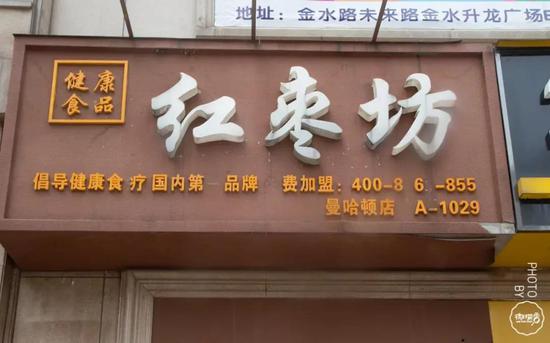 地址：金水路未来路金水升龙广场B
健康
食品
红枣坊
倡导健康食 疗国内第 品牌 费加盟：400-8 6 -855
曼哈顿店 A-1029
PHOTO BY